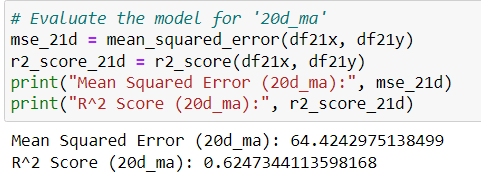 # Evaluate the model for '20d_ma'
mse_21d = mean_squared_error(df21x, df21y)
r2_score_21d = r2_score(df21x, df21y)
print("Mean Squared Error (20d_ma):", mse_21d)
print("R^2 Score (20d_ma):", r2_score_21d)
Mean Squared Error (20d_ma): 64.4242975138499
R^2 Score (20d_ma): 0.6247344113598168